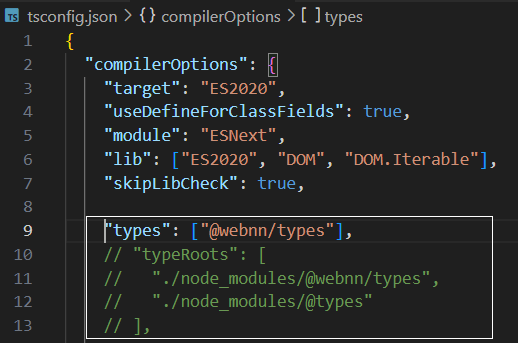 TS tsconfig.json > {} compilerOptions > [ ] types
1 {
2 "compilerOptions": {
3 "target": "ES2020",
4 "useDefineForClassFields": true,
5 "module": "ESNext",
6 "lib": ["ES2020", "DOM", "DOM.Iterable"],
7 "skipLibCheck": true,
8
9 "types": ["@webnn/types"],
10 // "typeRoots": [
11 //   "./node_modules/@webnn/types",
12 //   "./node_modules/@types"
13 // ],